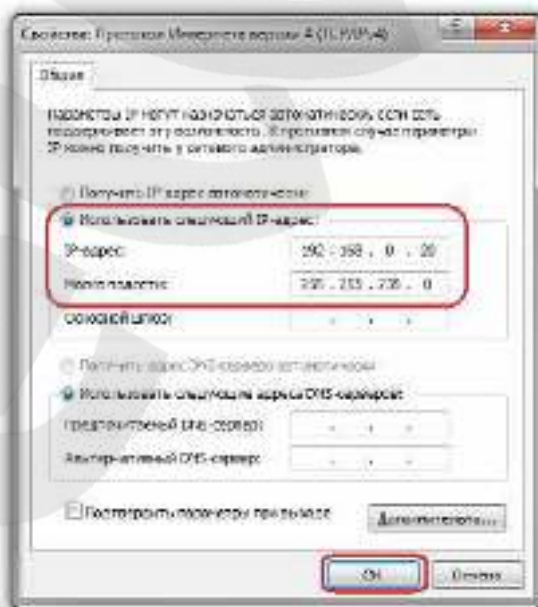 Свойства: Протокол Интернета версии 4 (TCP/IPv4)
Общие
Параметры IP могут назначаться автоматически, если сеть
поддерживает эту возможность. В противном случае параметры
IP можно получить у сетевого администратора.
Получить IP-адрес автоматически
Использовать следующий IP-адрес:
IP-адрес: 192 . 168 . 0 . 20
Маска подсети: 255 . 255 . 255 . 0
Основной шлюз: . . .
Получить адрес DNS-сервера автоматически
Использовать следующие адреса DNS-серверов:
Предпочитаемый DNS-сервер: . . .
Альтернативный DNS-сервер: . . .
Подтвердить параметры при выходе
Дополнительно...
OK Отмена